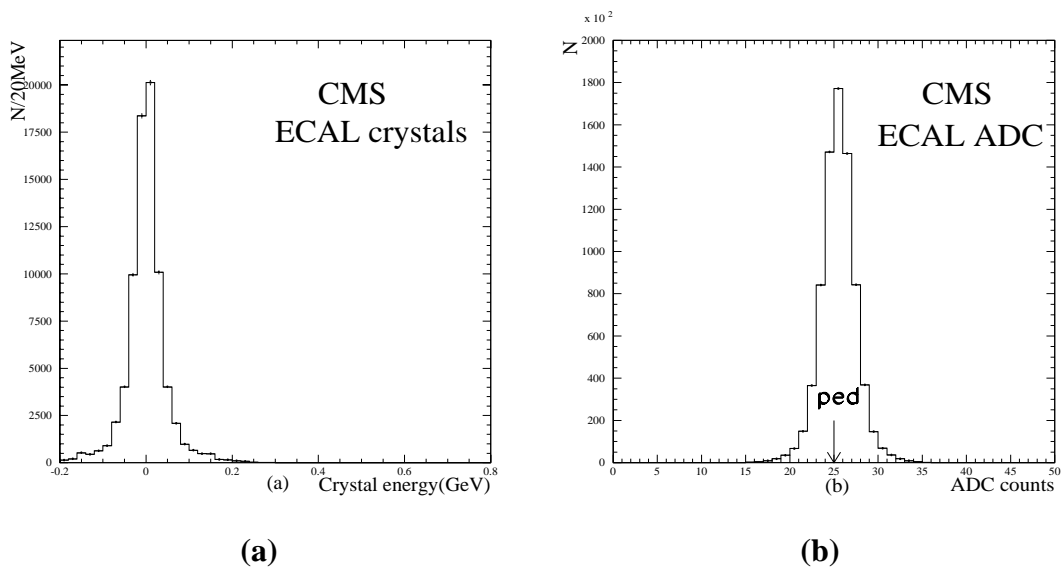 N/20MeV
20000
17500
15000
12500
10000
7500
5000
2500
0
CMS
ECAL crystals
-0.2 0 0.2 0.4 0.6 0.8
(a) Crystal energy(GeV)
(a)
x 10 2
N
2000
1800
1600
1400
1200
1000
800
600
400
200
0
CMS
ECAL ADC
ped
0 5 10 15 20 25 30 35 40 45 50
(b) ADC counts
(b)